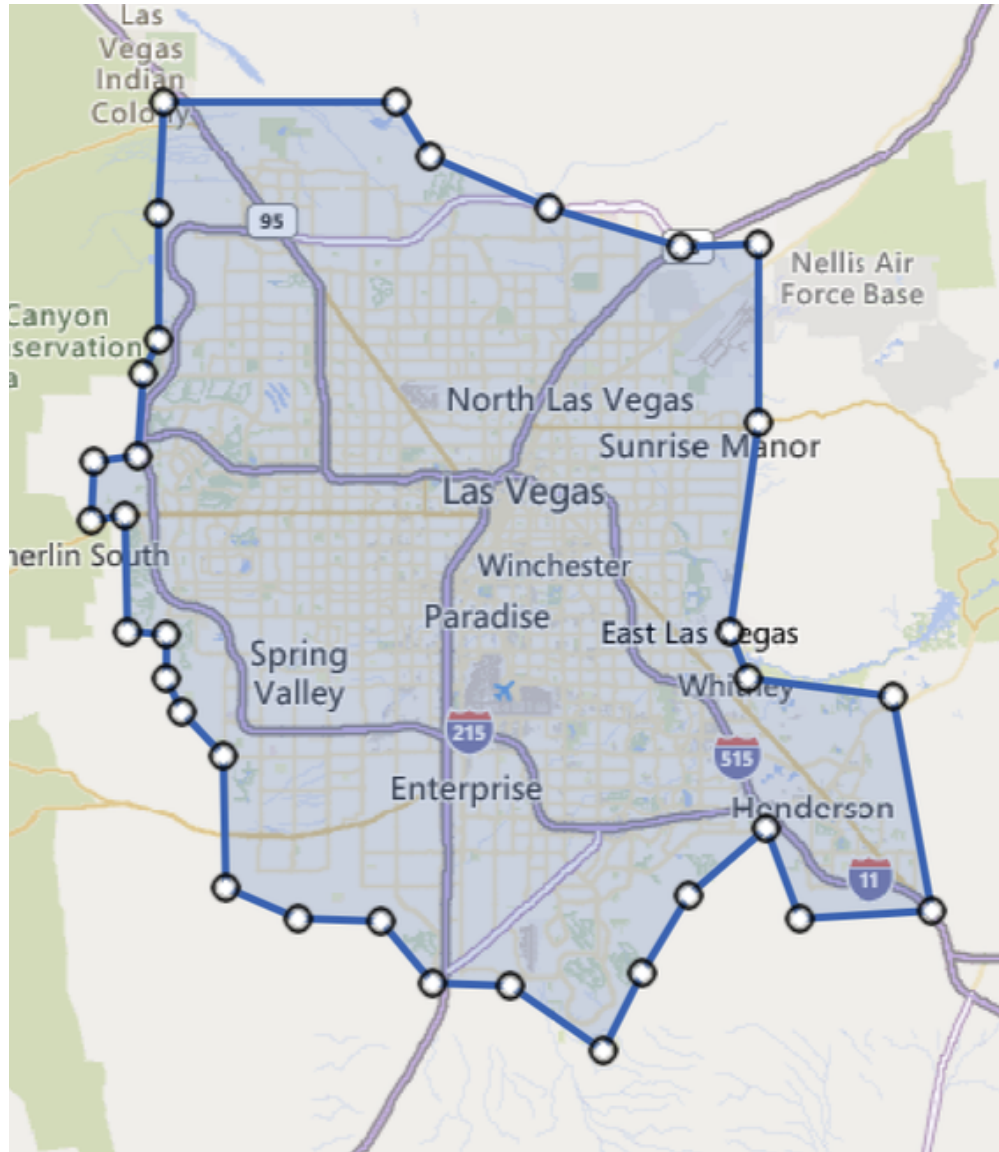 Las
Vegas
Indian
Colony
95
Nellis Air
Force Base
Canyon
servation
a
North Las Vegas
Sunrise Manor
Las Vegas
nerlin South
Winchester
Paradise
East Las Vegas
Spring
Valley
Whitney
215
515
Enterprise
Henderson
11